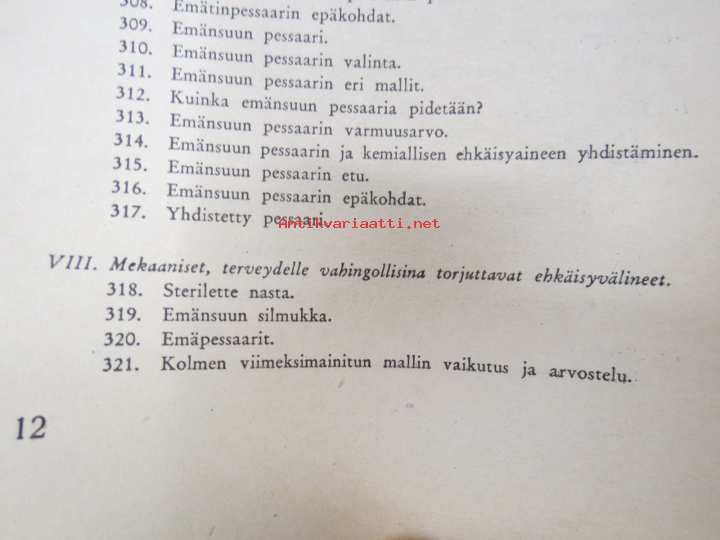 308. Emätinpessaarin epäkohdat.
309. Emänsuun pessaari.
310. Emänsuun pessaarin valinta.
311. Emänsuun pessaarin eri mallit.
312. Kuinka emänsuun pessaaria pidetään?
313. Emänsuun pessaarin varmuusarvo.
314. Emänsuun pessaarin ja kemiallisen ehkäisyaineen yhdistäminen.
315. Emänsuun pessaarin etu.
316. Emänsuun pessaarin epäkohdat.
317. Yhdistetty pessaari.
Antikvariaatti.net
VIII. Mekaaniset, terveydelle vahingollisina torjuttavat ehkäisyvälineet.
318. Sterilette nasta.
319. Emänsuun silmukka.
320. Emäpessaarit.
321. Kolmen viimeksimainitun mallin vaikutus ja arvostelu.
12